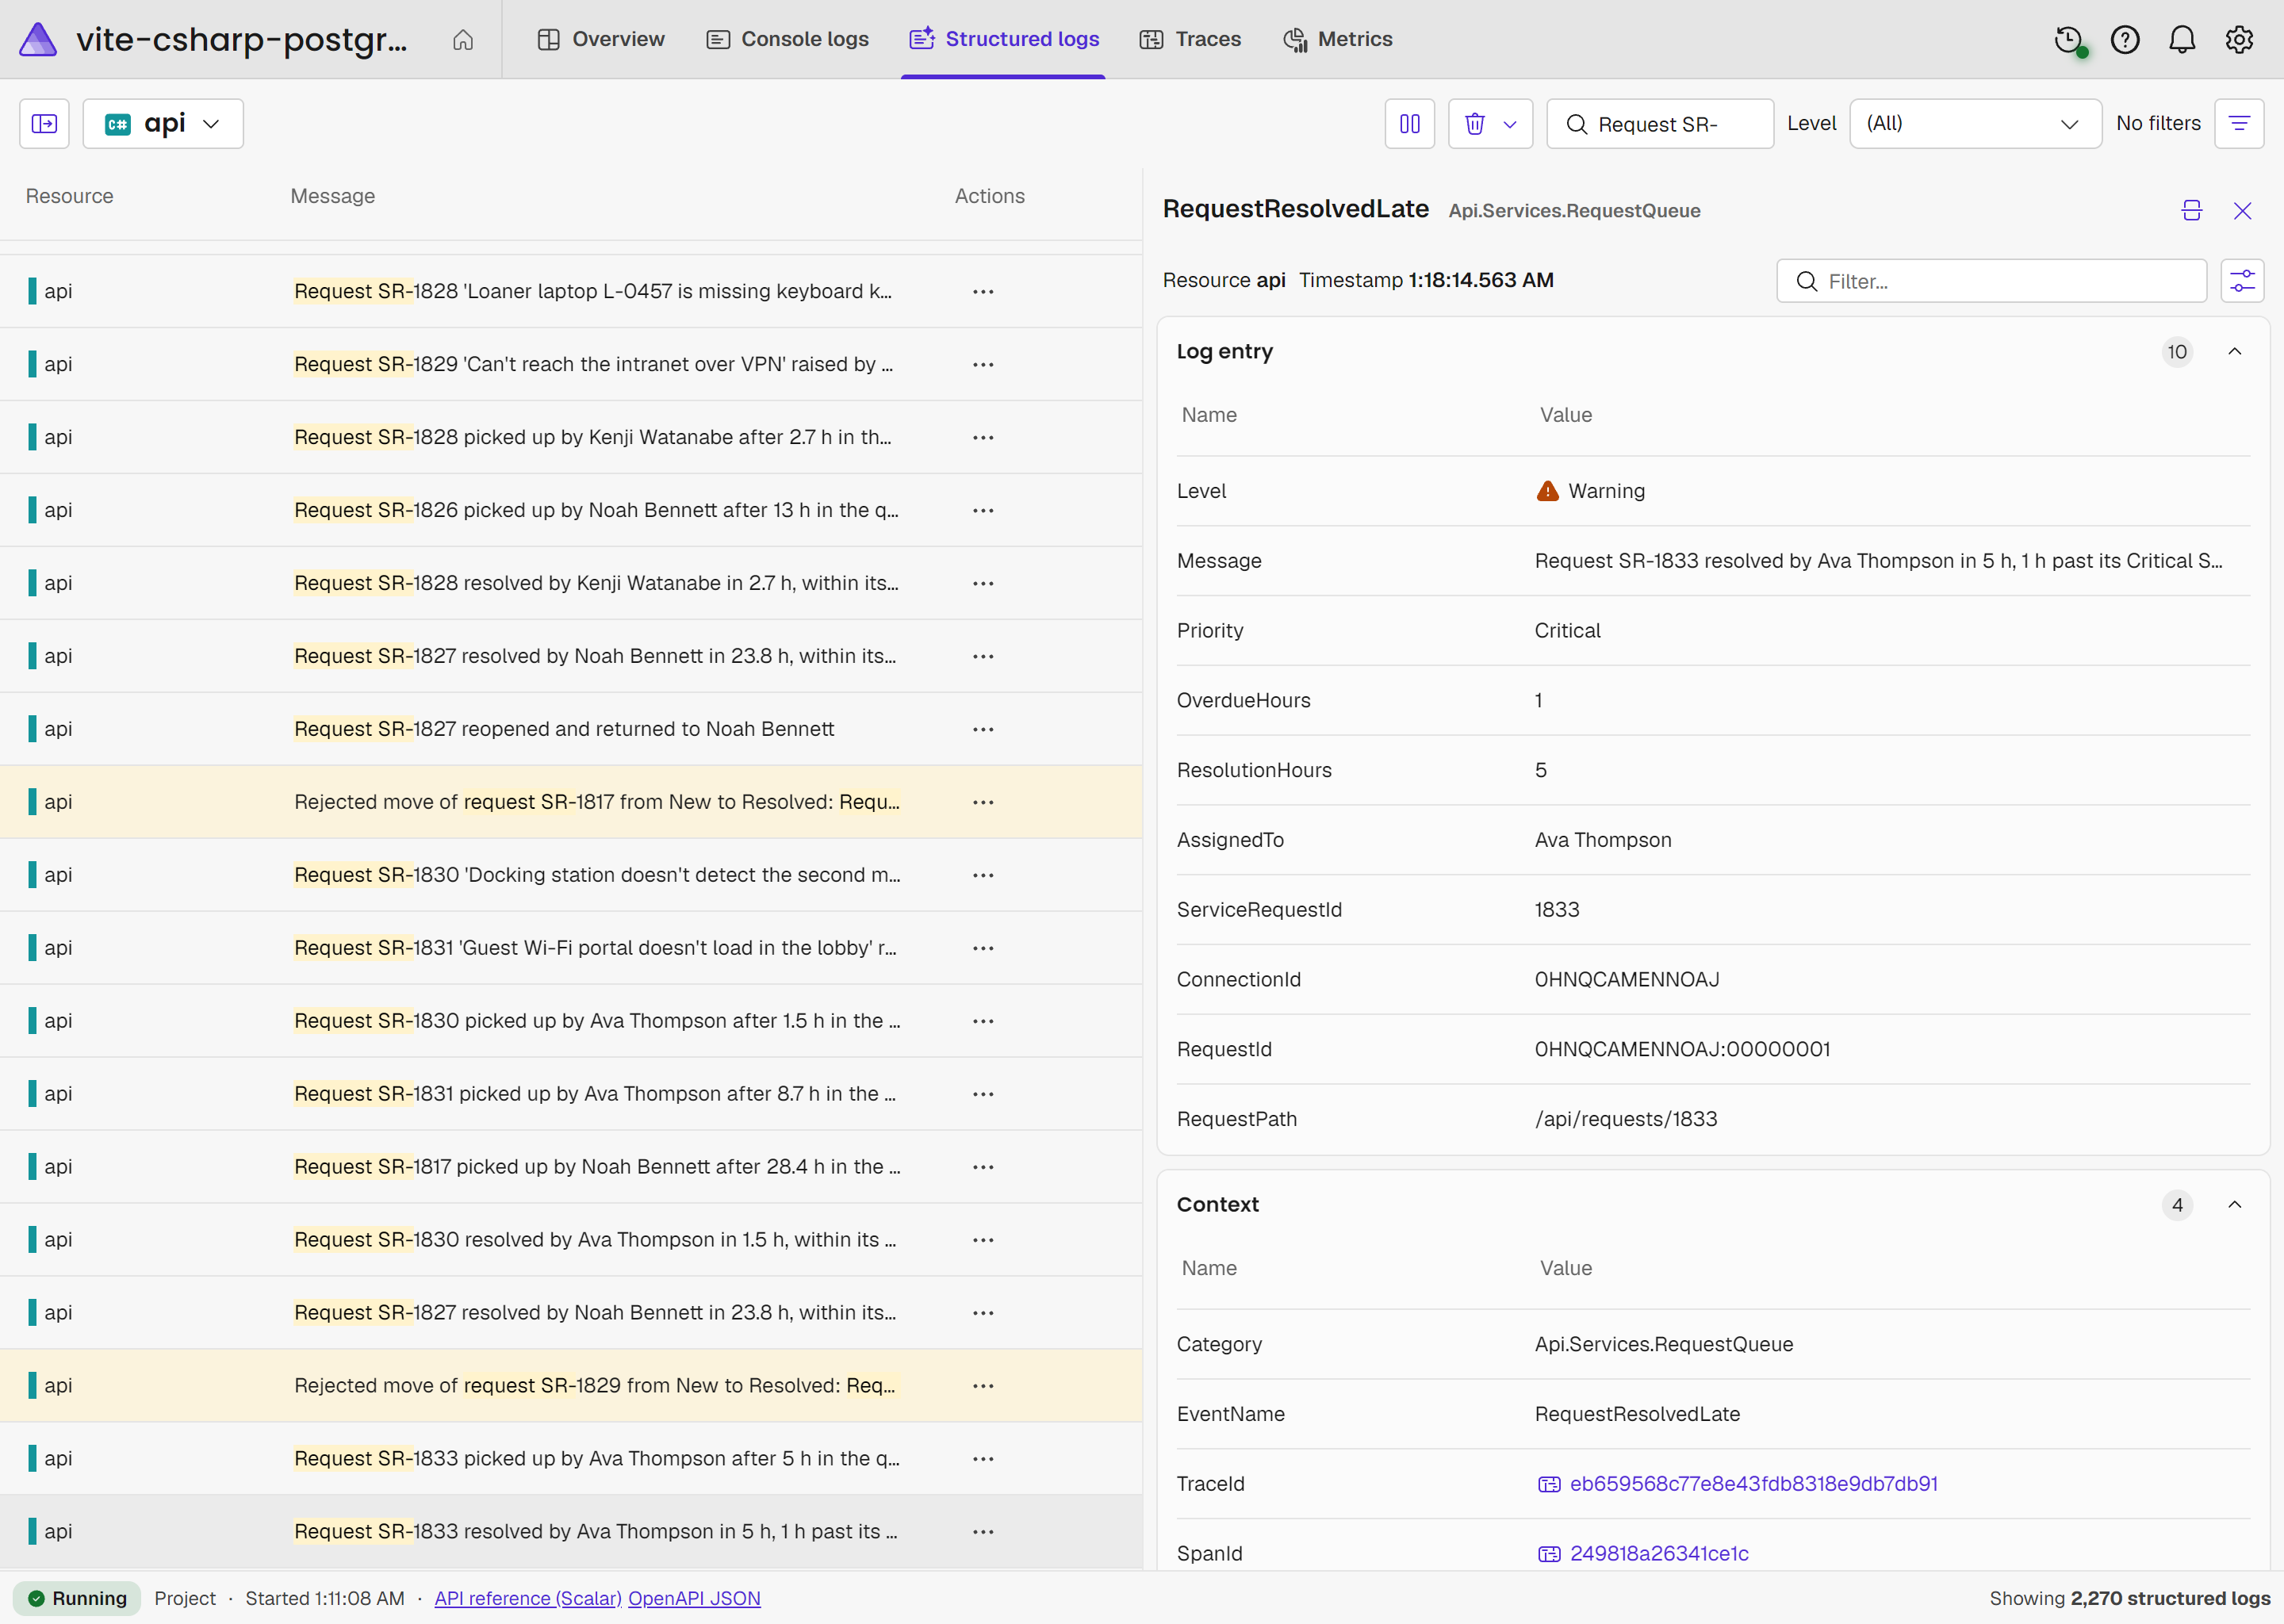 vite-csharp-postgr...
Overview
Console logs
Structured logs
Traces
Metrics
C# api
Request SR-
Level
(All)
No filters
Resource Message Actions
api Request SR-1828 'Loaner laptop L-0457 is missing keyboard k...
api Request SR-1829 'Can't reach the intranet over VPN' raised by ...
api Request SR-1828 picked up by Kenji Watanabe after 2.7 h in th...
api Request SR-1826 picked up by Noah Bennett after 13 h in the q...
api Request SR-1828 resolved by Kenji Watanabe in 2.7 h, within its...
api Request SR-1827 resolved by Noah Bennett in 23.8 h, within its...
api Request SR-1827 reopened and returned to Noah Bennett
api Rejected move of request SR-1817 from New to Resolved: Requ...
api Request SR-1830 'Docking station doesn't detect the second m...
api Request SR-1831 'Guest Wi-Fi portal doesn't load in the lobby' r...
api Request SR-1830 picked up by Ava Thompson after 1.5 h in the ...
api Request SR-1831 picked up by Ava Thompson after 8.7 h in the ...
api Request SR-1817 picked up by Noah Bennett after 28.4 h in the ...
api Request SR-1830 resolved by Ava Thompson in 1.5 h, within its ...
api Request SR-1827 resolved by Noah Bennett in 23.8 h, within its...
api Rejected move of request SR-1829 from New to Resolved: Req...
api Request SR-1833 picked up by Ava Thompson after 5 h in the q...
api Request SR-1833 resolved by Ava Thompson in 5 h, 1 h past its ...
RequestResolvedLate Api.Services.RequestQueue
Resource api Timestamp 1:18:14.563 AM
Filter...
Log entry 10
Name Value
Level Warning
Message Request SR-1833 resolved by Ava Thompson in 5 h, 1 h past its Critical S...
Priority Critical
OverdueHours 1
ResolutionHours 5
AssignedTo Ava Thompson
ServiceRequestId 1833
ConnectionId 0HNQCAMENNOAJ
RequestId 0HNQCAMENNOAJ:00000001
RequestPath /api/requests/1833
Context 4
Name Value
Category Api.Services.RequestQueue
EventName RequestResolvedLate
TraceId eb659568c77e8e43fdb8318e9db7db91
SpanId 249818a26341ce1c
Running Project · Started 1:11:08 AM · API reference (Scalar) OpenAPI JSON
Showing 2,270 structured logs